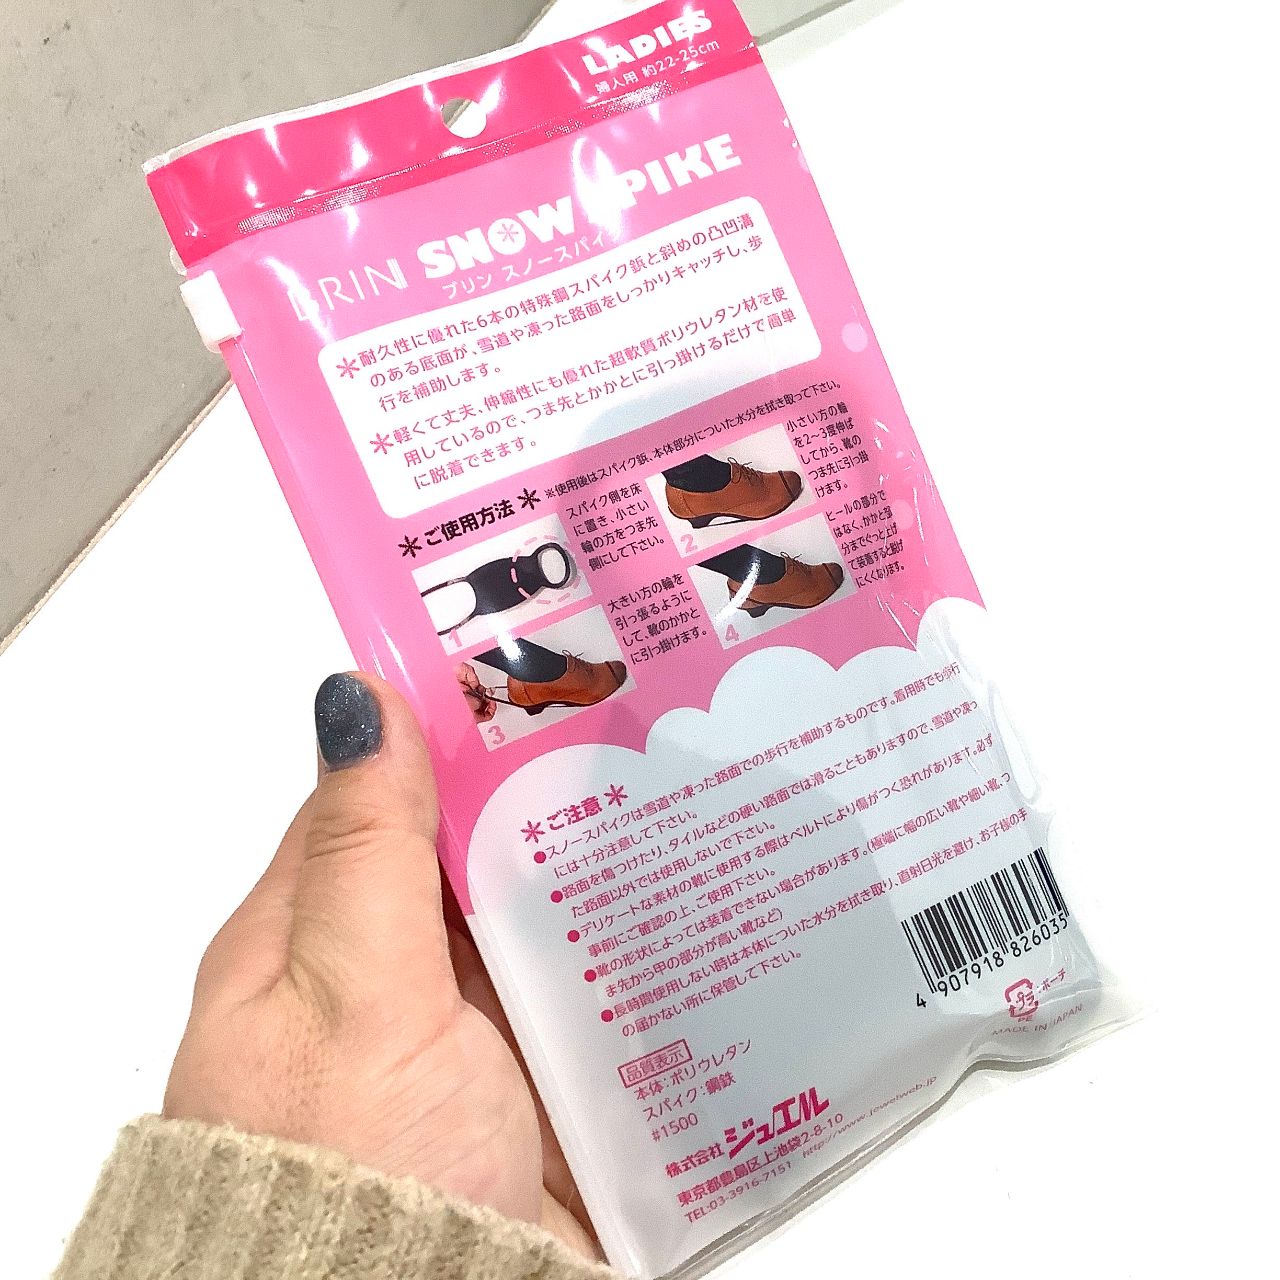 LADIES
婦人用 約22-25cm
PRIN SNOW SPIKE
プリン スノースパイク
*耐久性に優れた6本の特殊鋼スパイク鋲と斜めの凸凹溝
のある底面が、雪道や凍った路面をしっかりキャッチし、歩
行を補助します。
*軽くて丈夫、伸縮性にも優れた超軟質ポリウレタン材を使
用しているので、つま先とかかとに引っ掛けるだけで簡単
に脱着できます。
*ご使用方法*
※使用後はスパイク鋲、本体部分についた水分を拭き取って下さい。
1
スパイク側を床
に置き、小さい
輪の方をつま先
側にして下さい。
2
小さい方の輪
を2〜3度伸ば
してから、靴の
つま先に引っ掛
けます。
3
大きい方の輪を
引っ張るように
して、靴のかかと
に引っ掛けます。
4
ヒールの部分で
はなく、かかと部
分までぐっと上げ
て装着すると脱げ
にくくなります。
*ご注意*
●スノースパイクは雪道や凍った路面での歩行を補助するものです。着用時でも歩行
には十分注意して下さい。
●路面を傷つけたり、タイルなどの硬い路面では滑ることもありますので、雪道や凍っ
た路面以外では使用しないで下さい。
●デリケートな素材の靴に使用する際はベルトにより傷がつく恐れがあります。必ず
事前にご確認の上、ご使用下さい。
●靴の形状によっては装着できない場合があります。(極端に幅の広い靴や細い靴、つ
ま先から甲の部分が高い靴など)
●長時間使用しない時は本体についた水分を拭き取り、直射日光を避け、お子様の手
の届かない所に保管して下さい。
4 907918 826035
プラ :ポーチ
PE
MADE IN JAPAN
品質表示
本体:ポリウレタン
スパイク:鋼鉄
#1500
株式会社ジュエル
東京都豊島区上池袋2-8-10
TEL:03-3916-7151 http://www.jewelweb.jp